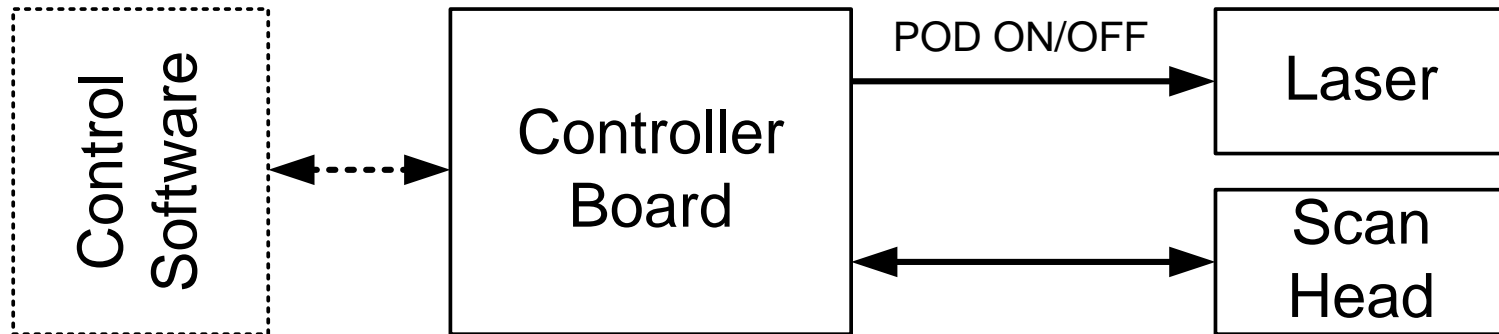 Control
Software
Controller
Board
POD ON/OFF
Laser
Scan
Head